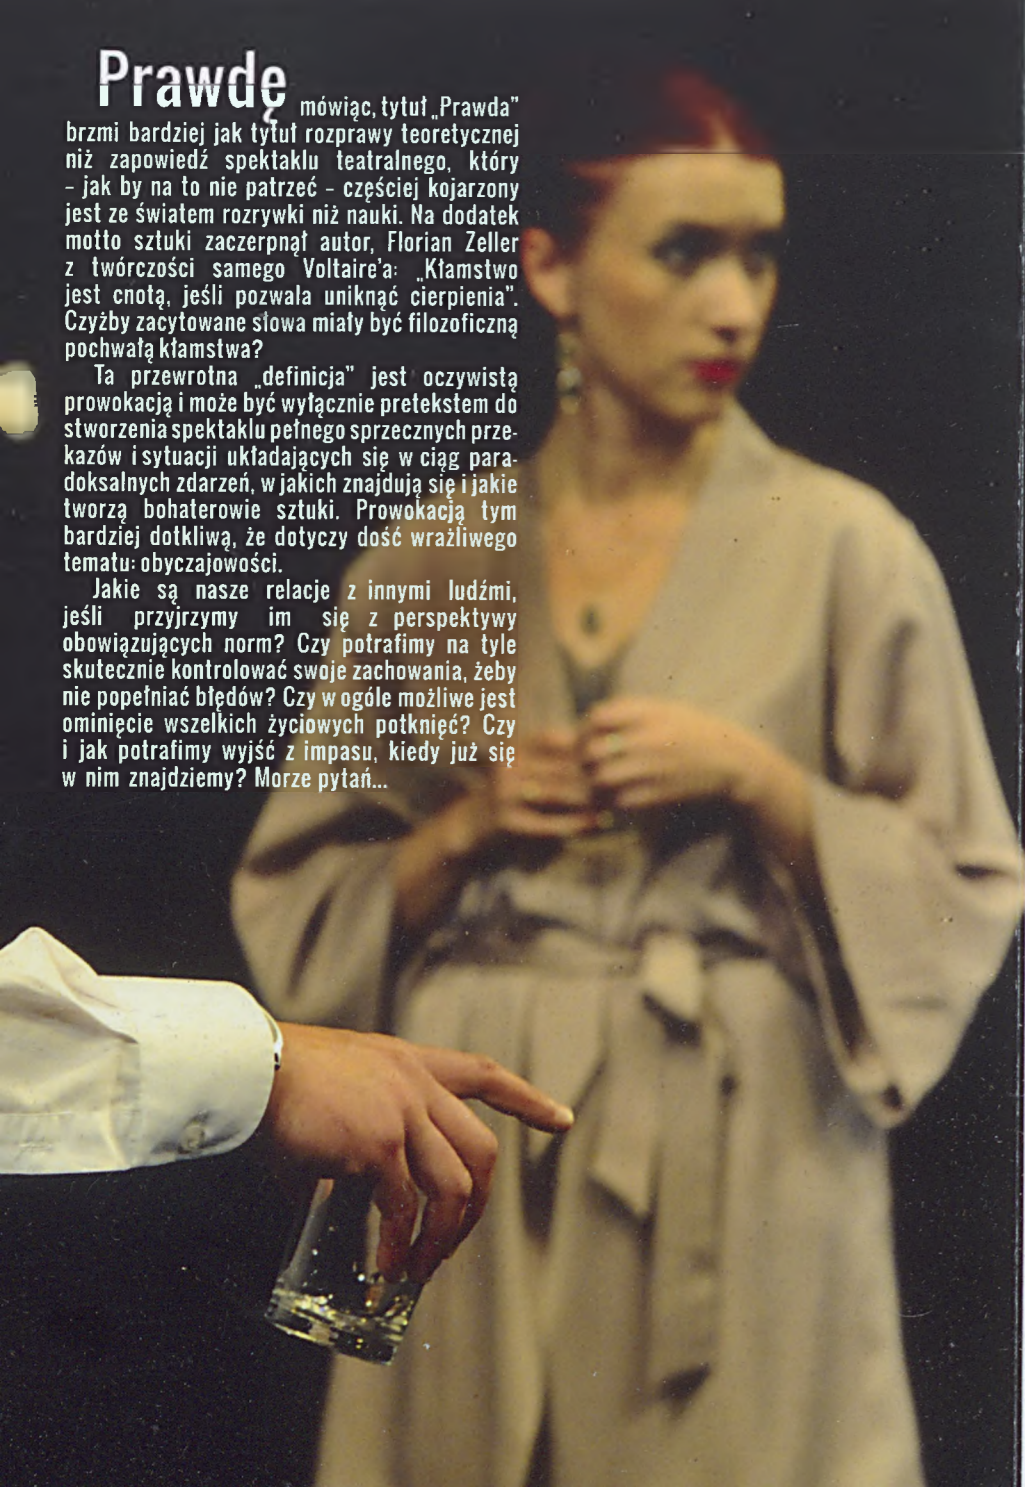 Prawdę mówiąc, tytuł „Prawda”
brzmi bardziej jak tytuł rozprawy teoretycznej
niż zapowiedź spektaklu teatralnego, który
– jak by na to nie patrzeć – częściej kojarzony
jest ze światem rozrywki niż nauki. Na dodatek
motto sztuki zaczerpnął autor, Florian Zeller
z twórczości samego Voltaire’a: „Kłamstwo
jest cnotą, jeśli pozwala uniknąć cierpienia”.
Czyżby zacytowane słowa miały być filozoficzną
pochwałą kłamstwa?
Ta przewrotna „definicja” jest oczywistą
prowokacją i może być wyłącznie pretekstem do
stworzenia spektaklu pełnego sprzecznych prze-
kazów i sytuacji układających się w ciąg para-
doksalnych zdarzeń, w jakich znajdują się i jakie
tworzą bohaterowie sztuki. Prowokacją tym
bardziej dotkliwą, że dotyczy dość wrażliwego
tematu: obyczajowości.
Jakie są nasze relacje z innymi ludźmi,
jeśli przyjrzymy im się z perspektywy
obowiązujących norm? Czy potrafimy na tyle
skutecznie kontrolować swoje zachowania, żeby
nie popełniać błędów? Czy w ogóle możliwe jest
ominięcie wszelkich życiowych potknięć? Czy
i jak potrafimy wyjść z impasu, kiedy już się
w nim znajdziemy? Morze pytań...